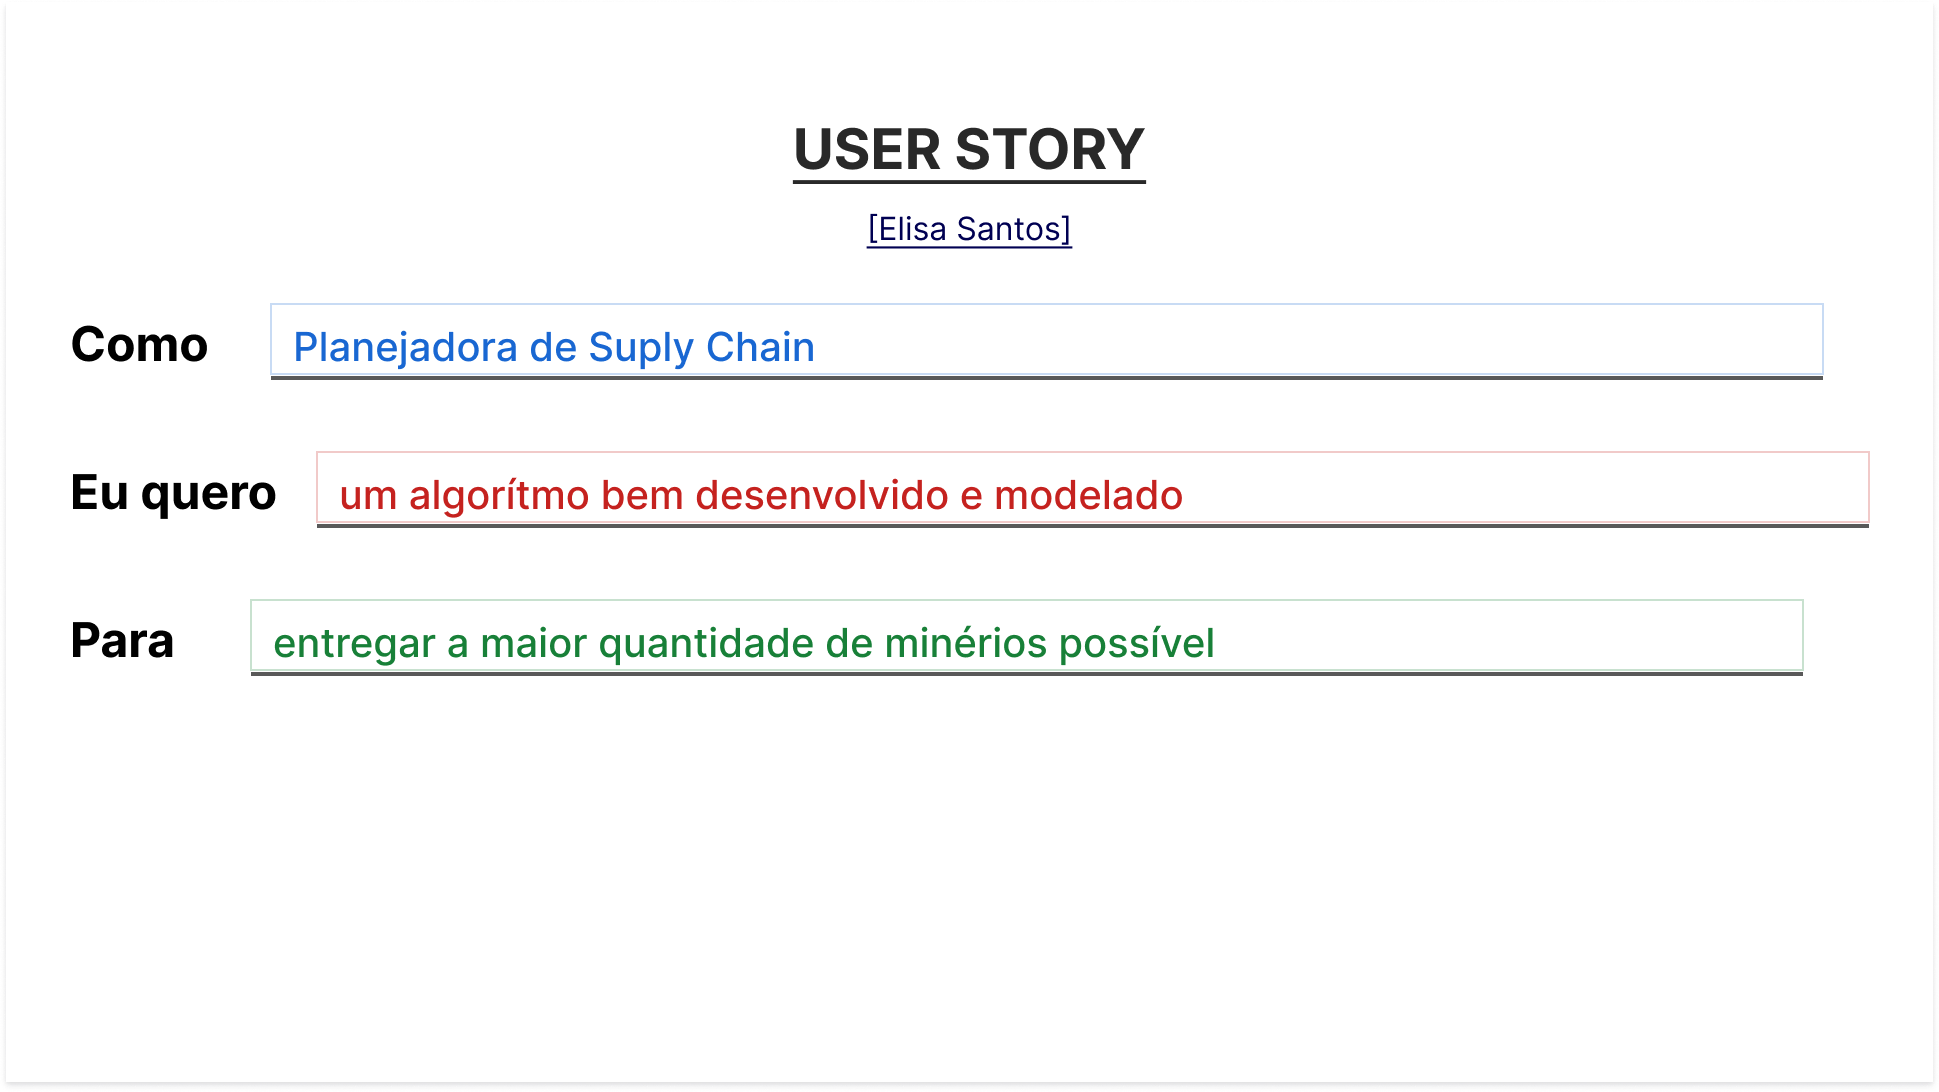 USER STORY
[Elisa Santos]
Como Planejadora de Suply Chain
Eu quero um algorítmo bem desenvolvido e modelado
Para entregar a maior quantidade de minérios possível